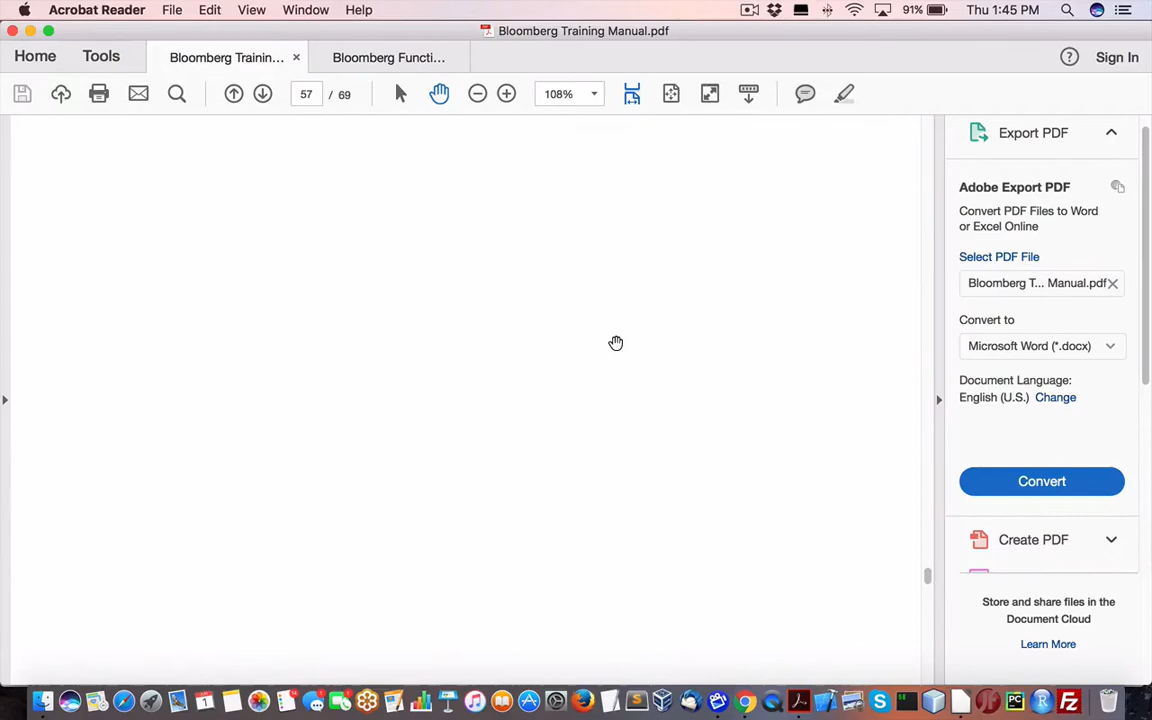 Acrobat Reader File Edit View Window Help 91% Thu 1:45 PM
Bloomberg Training Manual.pdf
Home Tools Bloomberg Trainin... × Bloomberg Functi... Sign In
57 / 69 108%
Export PDF
Adobe Export PDF
Convert PDF Files to Word
or Excel Online
Select PDF File
Bloomberg T... Manual.pdf
Convert to
Microsoft Word (*.docx)
Document Language:
English (U.S.) Change
Convert
Create PDF
Store and share files in the
Document Cloud
Learn More